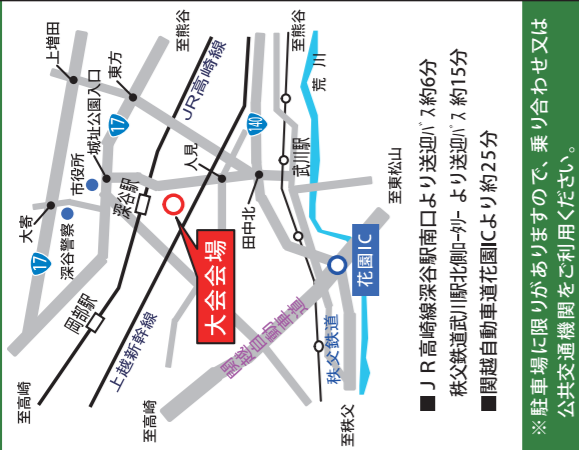 至高崎
至高崎
至秩父
岡部駅
上越新幹線
17
大寄
深谷警察
市役所
深谷駅
大会会場
関越自動車道
秩父鉄道
花園IC
上増田
城址公園入口
17
東方
JR高崎線
人見
田中北
140
武川駅
荒川
至熊谷
至熊谷
至東松山
■JR高崎線深谷駅南口より送迎バス約6分
秩父鉄道武川駅北側ロータリーより送迎バス 約15分
■関越自動車道花園ICより約25分
※駐車場に限りがありますので、乗り合わせ又は
公共交通機関をご利用ください。